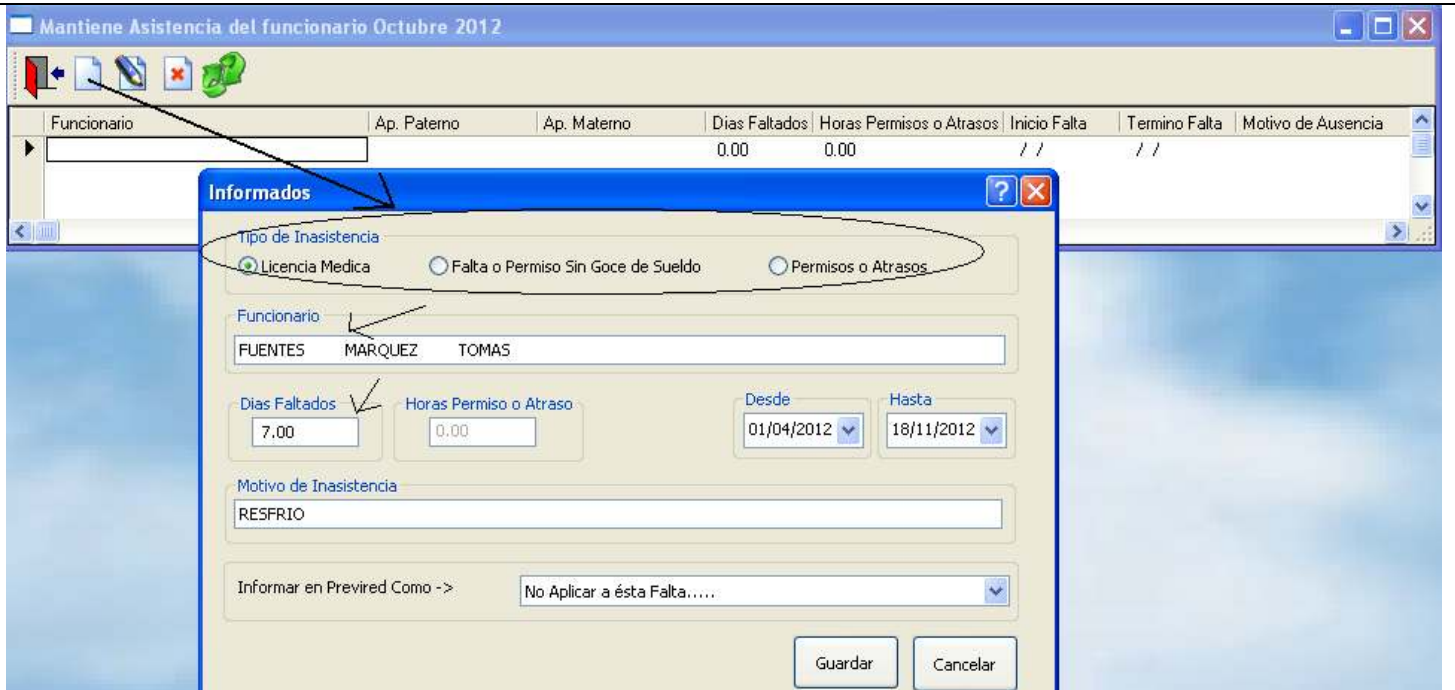 Mantiene Asistencia del funcionario Octubre 2012
Funcionario Ap. Paterno Ap. Materno Dias Faltados Horas Permisos o Atrasos Inicio Falta Termino Falta Motivo de Ausencia
0.00 0.00 / / / /
Informados
Tipo de Inasistencia
Licencia Medica Falta o Permiso Sin Goce de Sueldo Permisos o Atrasos
Funcionario
FUENTES MARQUEZ TOMAS
Dias Faltados Horas Permiso o Atraso Desde Hasta
7.00 0.00 01/04/2012 18/11/2012
Motivo de Inasistencia
RESFRIO
Informar en Previred Como -> No Aplicar a ésta Falta.....
Guardar Cancelar